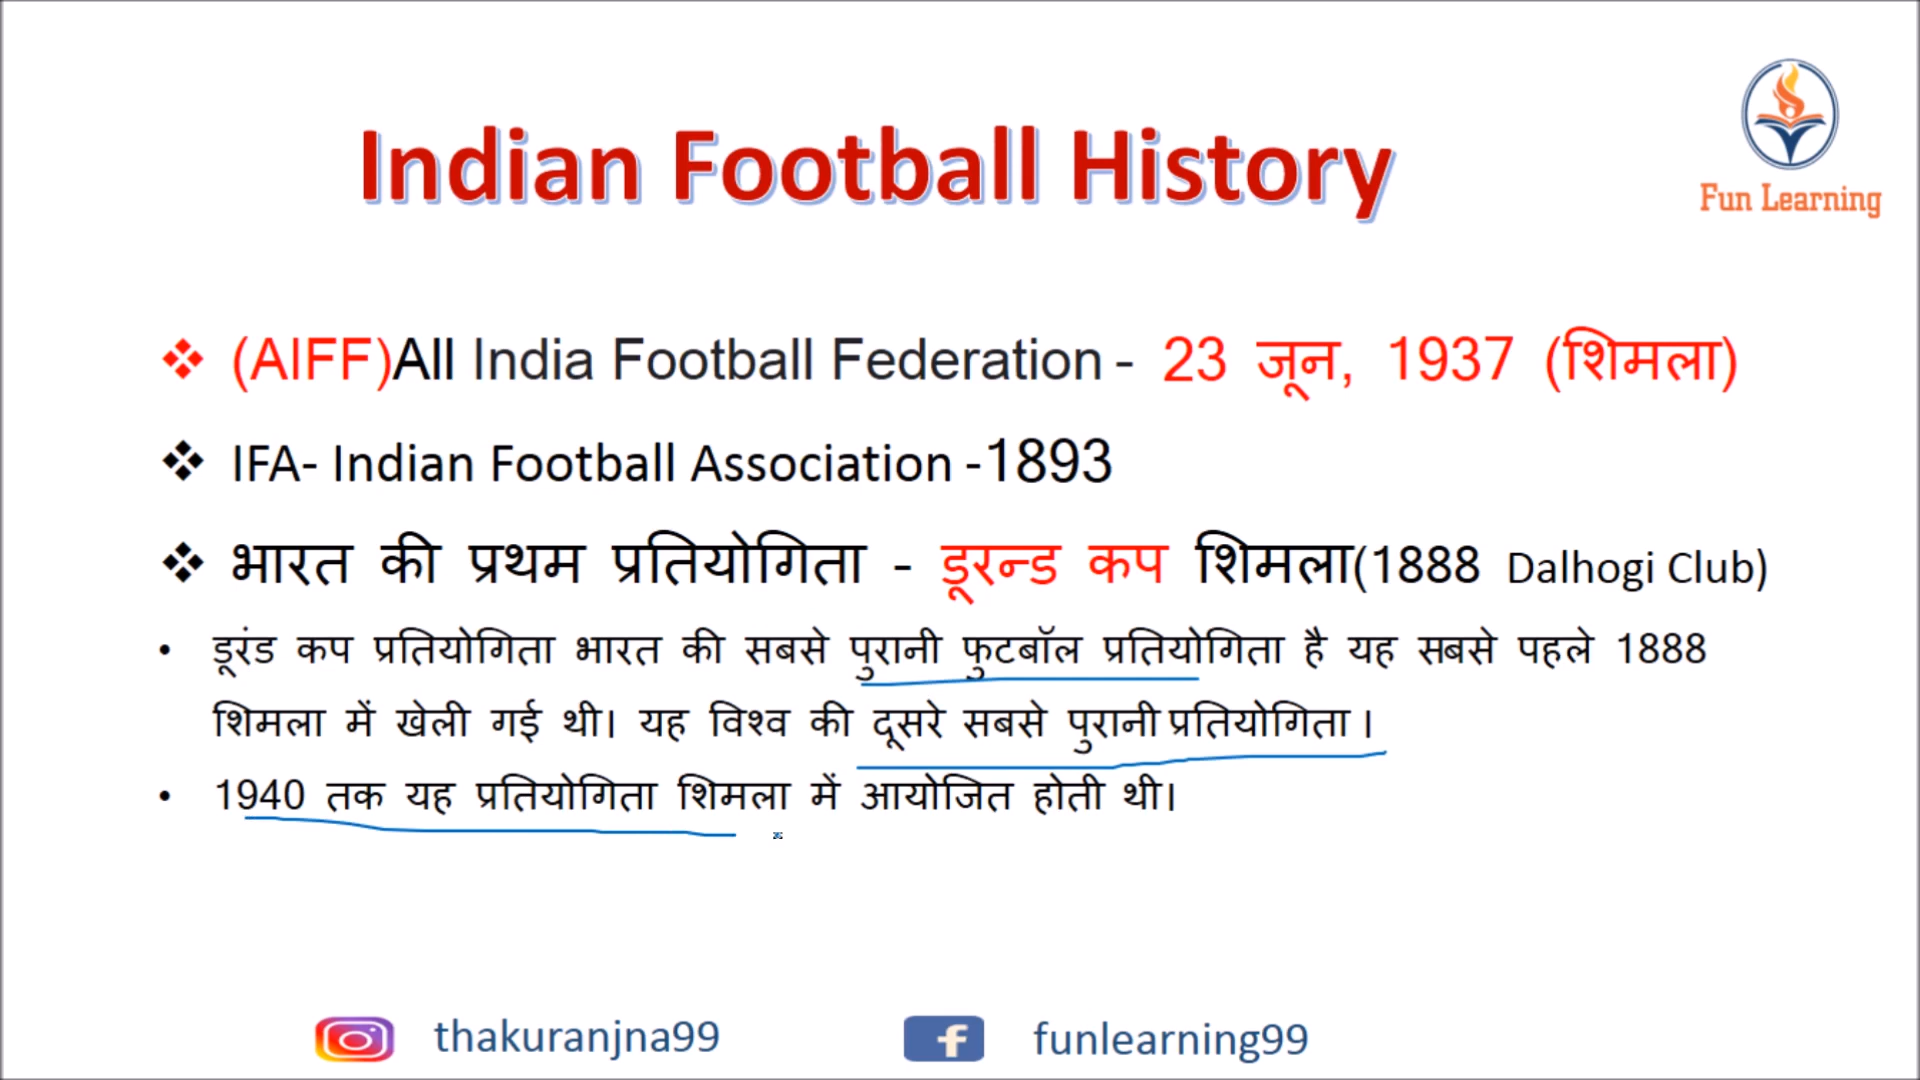 Indian Football History
Fun Learning
❖ (AIFF)All India Football Federation - 23 जून, 1937 (शिमला)
❖ IFA- Indian Football Association -1893
❖ भारत की प्रथम प्रतियोगिता - डूरन्ड कप शिमला(1888 Dalhogi Club)
• डूरंड कप प्रतियोगिता भारत की सबसे पुरानी फुटबॉल प्रतियोगिता है यह सबसे पहले 1888
शिमला में खेली गई थी। यह विश्व की दूसरे सबसे पुरानी प्रतियोगिता ।
• 1940 तक यह प्रतियोगिता शिमला में आयोजित होती थी।
thakuranjna99
funlearning99